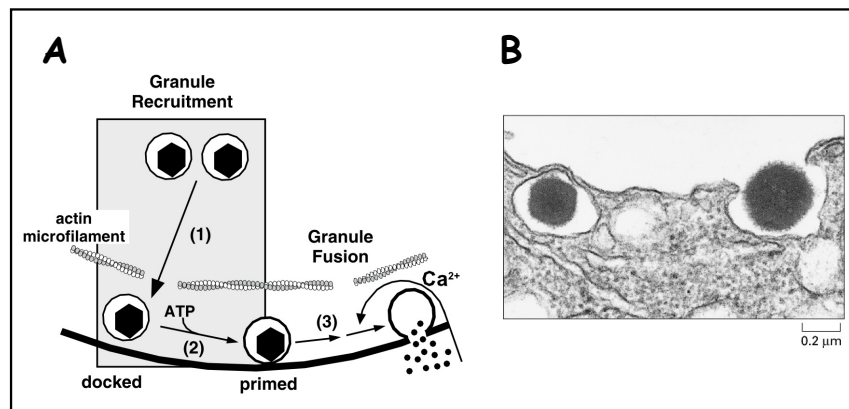 A
Granule
Recruitment
(1)
actin
microfilament
Granule
Fusion
Ca²⁺
ATP
(2)
(3)
docked
primed
B
0.2 µm